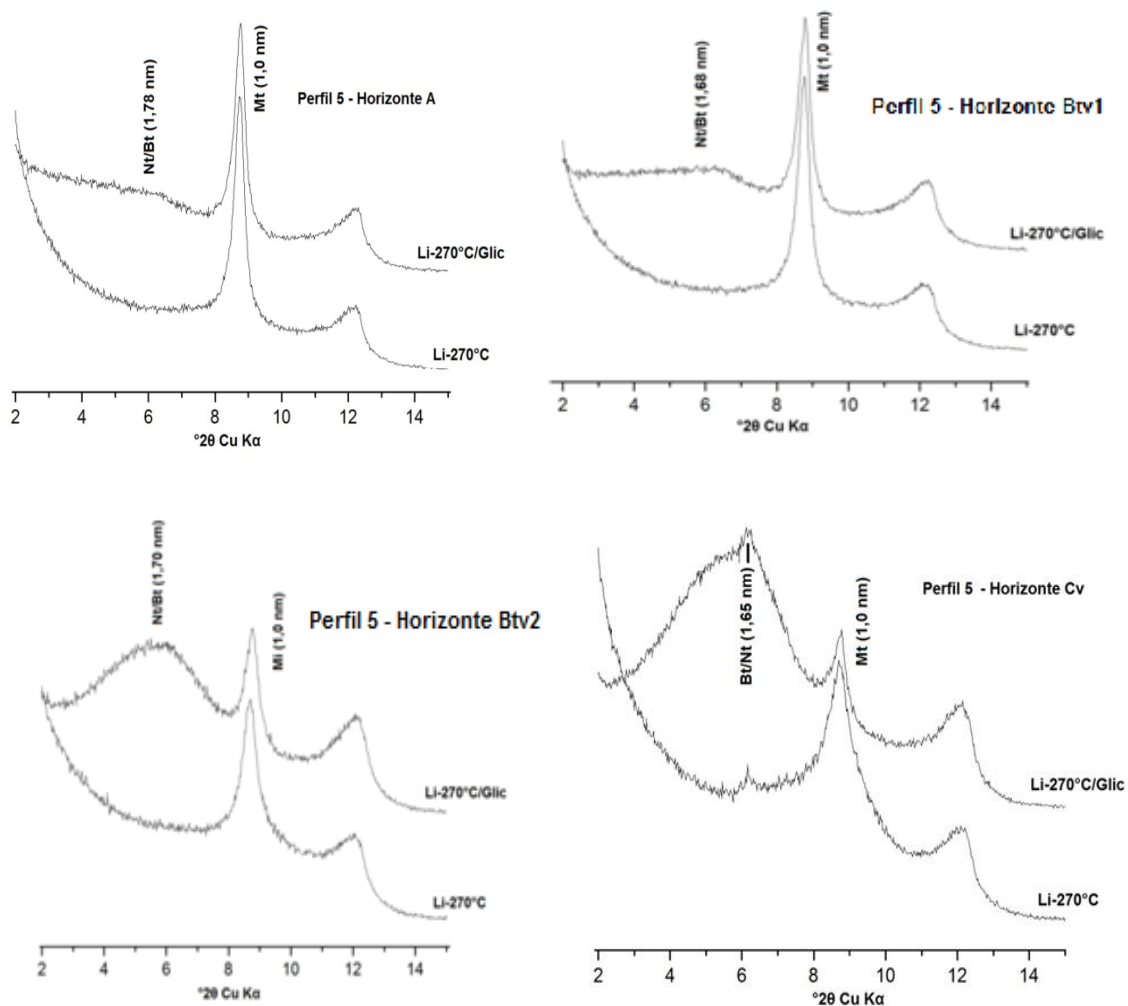 Nt/Bt (1,78 nm)
Mt (1,0 nm)
Perfil 5 - Horizonte A
Li-270°C/Glic
Li-270°C
2 4 6 8 10 12 14
°2θ Cu Kα
Nt/Bt (1,68 nm)
Mt (1,0 nm)
Perfil 5 - Horizonte Btv1
Li-270°C/Glic
Li-270°C
2 4 6 8 10 12 14
°2θ Cu Kα
Nt/Bt (1,70 nm)
Mi (1,0 nm)
Perfil 5 - Horizonte Btv2
Li-270°C/Glic
Li-270°C
2 4 6 8 10 12 14
°2θ Cu Kα
Bt/Nt (1,65 nm)
Mt (1,0 nm)
Perfil 5 - Horizonte Cv
Li-270°C/Glic
Li-270°C
2 4 6 8 10 12 14
°2θ Cu Kα